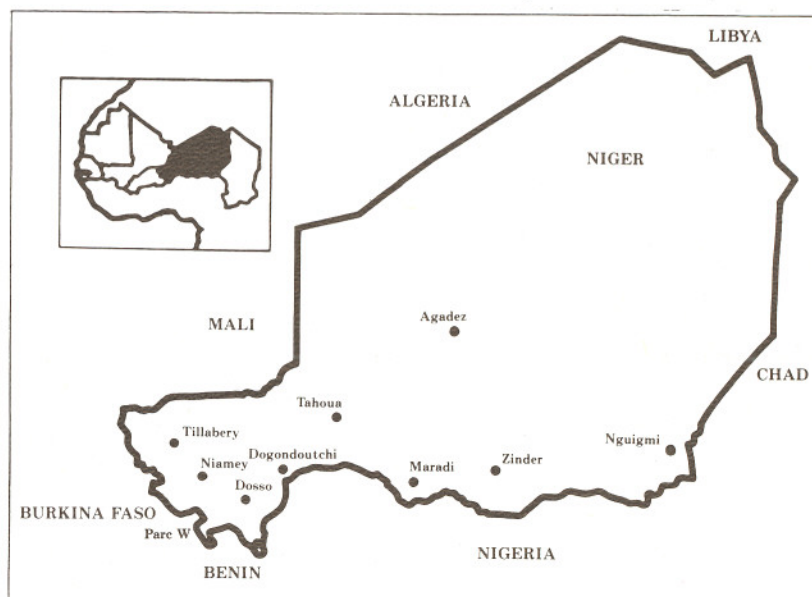 LIBYA
ALGERIA
NIGER
MALI
Agadez
CHAD
Tahoua
Tillabery
Nguigmi
Dogondoutchi
Zinder
Niamey
Maradi
Dosso
BURKINA FASO
Parc W
NIGERIA
BENIN